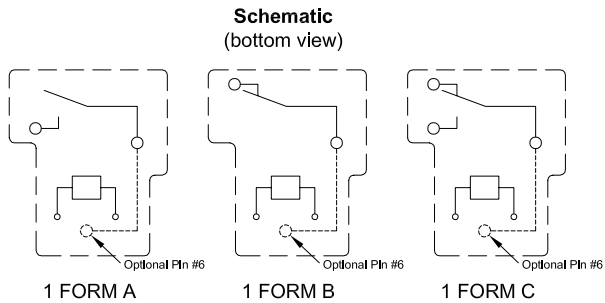 Schematic
(bottom view)
Optional Pin #6
Optional Pin #6
Optional Pin #6
1 FORM A
1 FORM B
1 FORM C